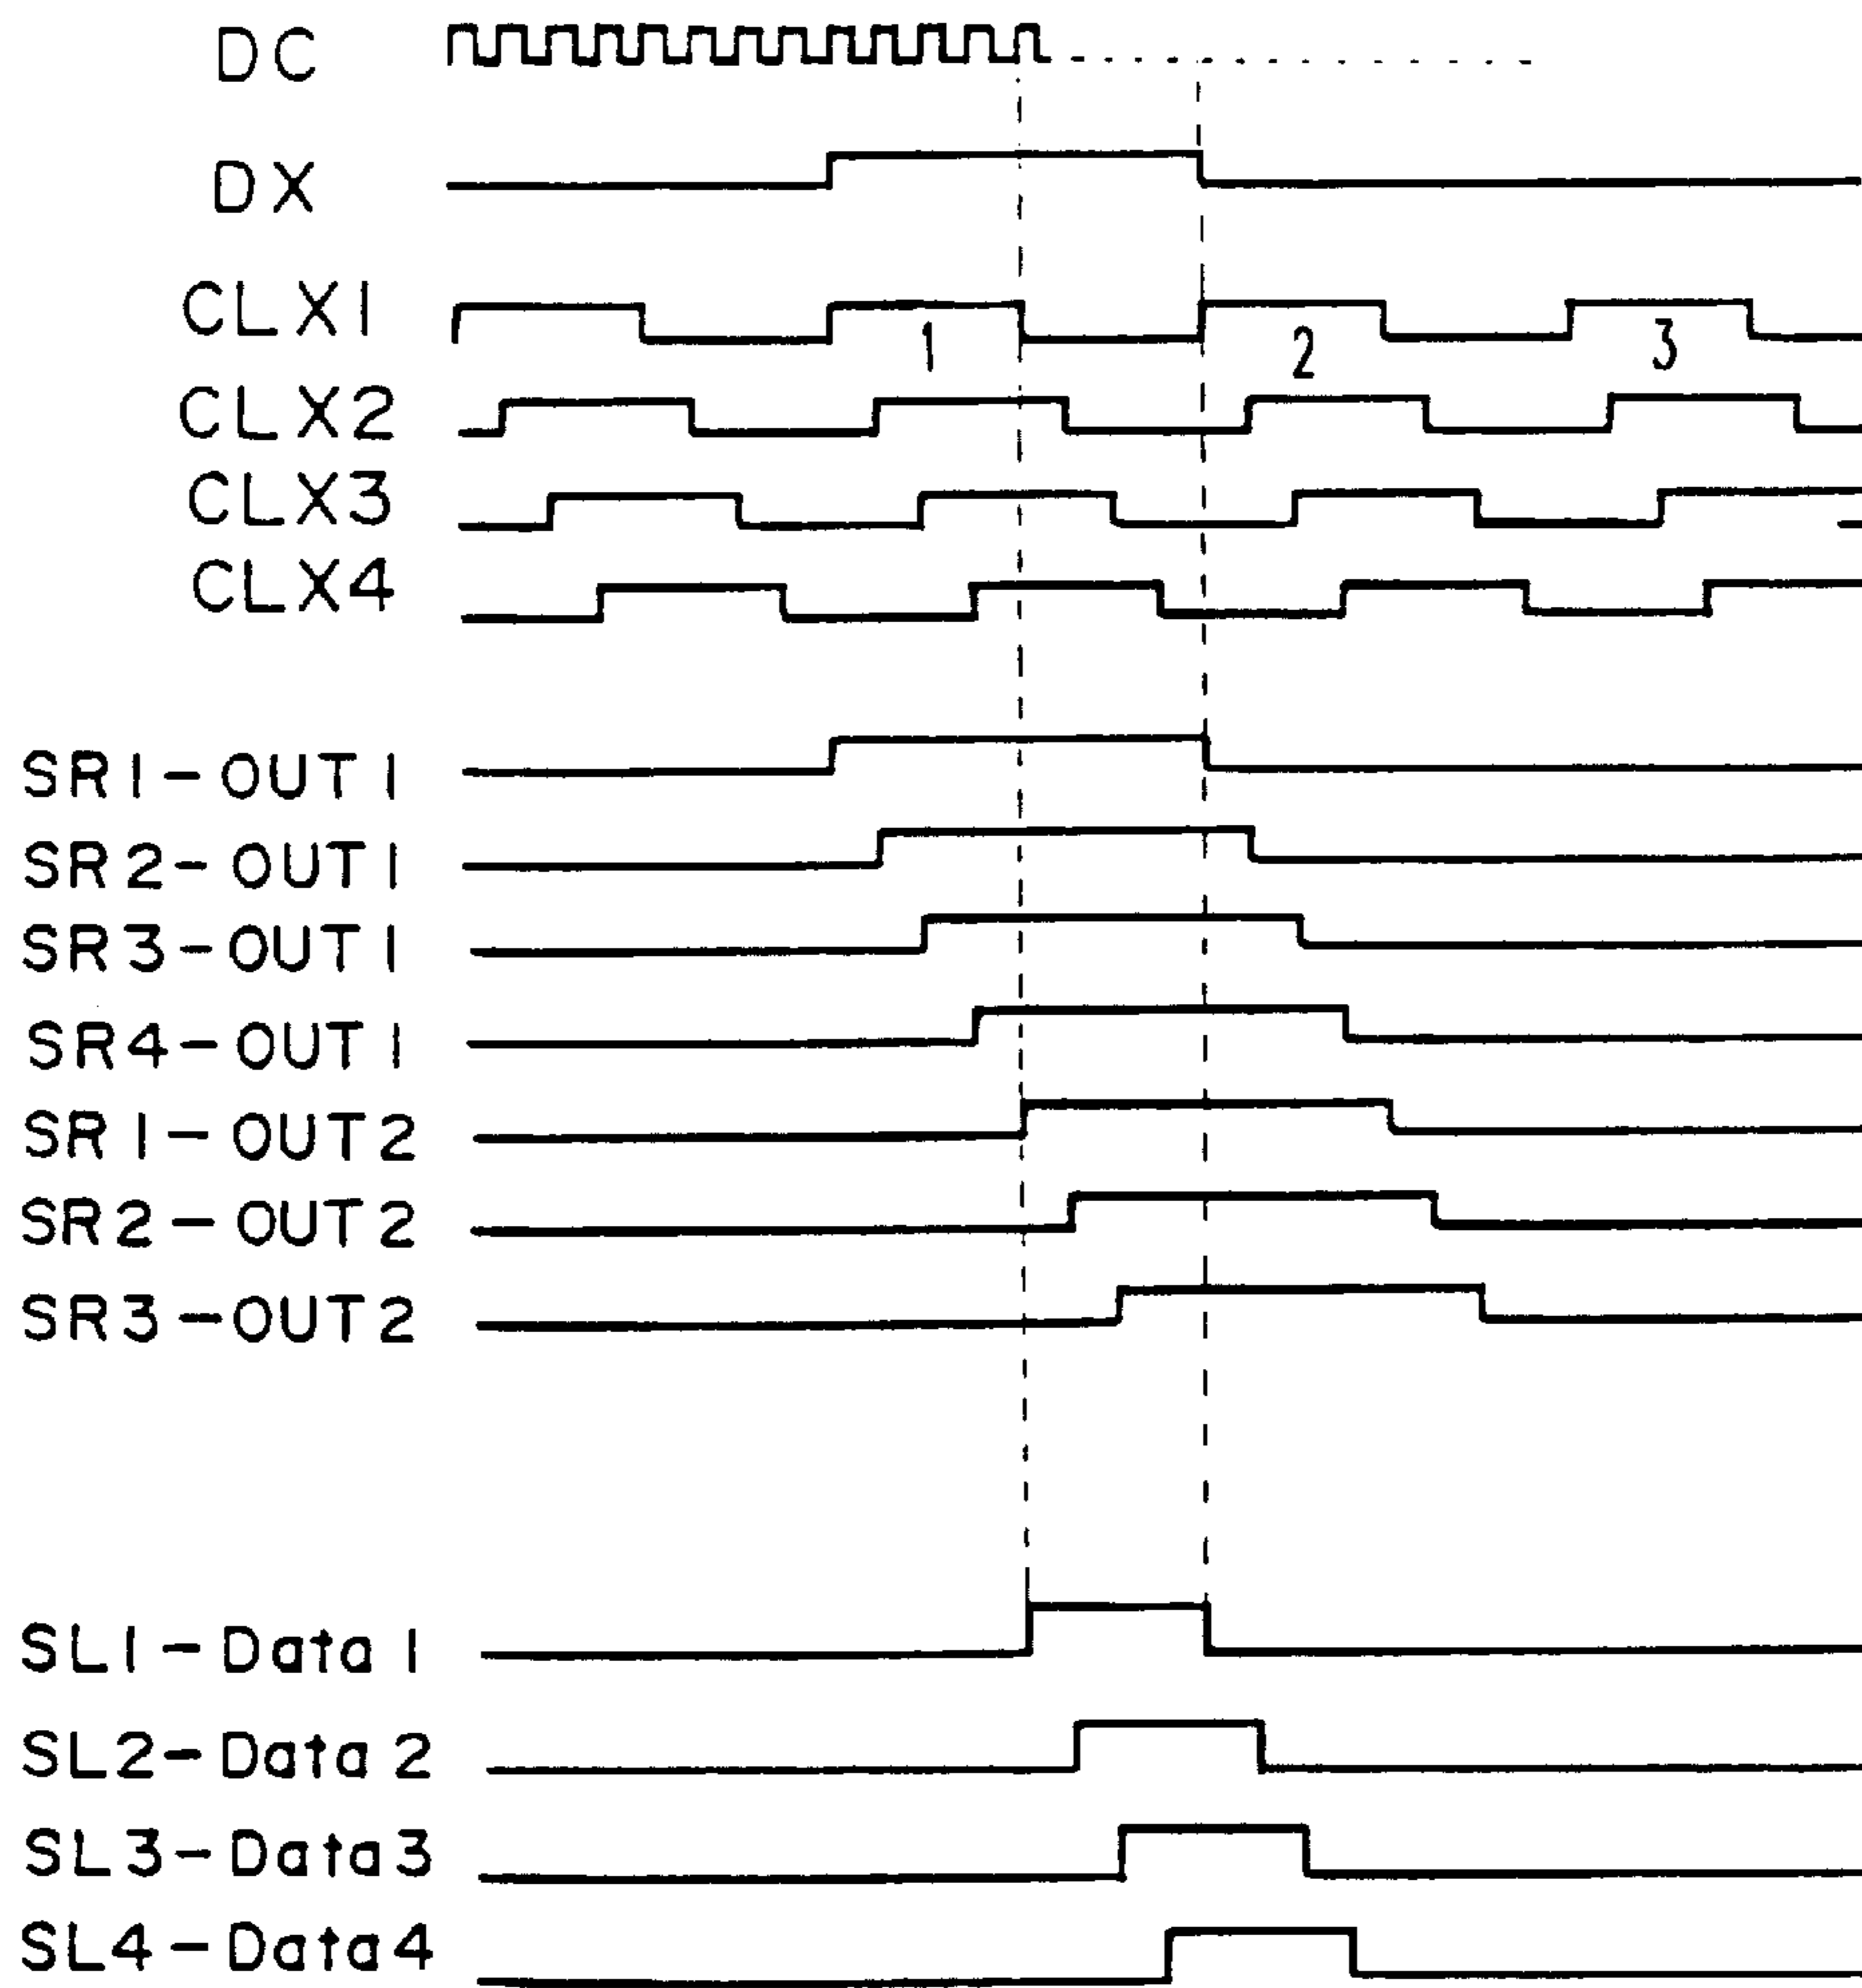 DC
DX
CLX1
1 2 3
CLX2
CLX3
CLX4
SR1-OUT1
SR2-OUT1
SR3-OUT1
SR4-OUT1
SR1-OUT2
SR2-OUT2
SR3-OUT2
SL1-Data1
SL2-Data2
SL3-Data3
SL4-Data4